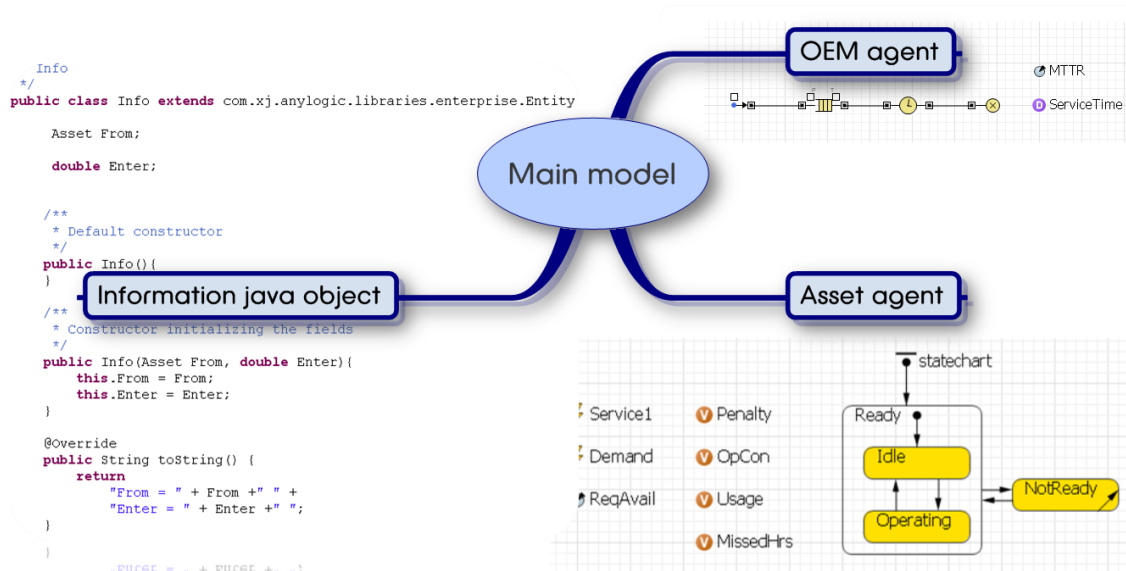 Info
*/
public class Info extends com.xj.anylogic.libraries.enterprise.Entity
Asset From;
double Enter;
/**
* Default constructor
*/
public Info(){
}
/**
* Constructor initializing the fields
*/
public Info(Asset From, double Enter){
this.From = From;
this.Enter = Enter;
}
@Override
public String toString() {
return
"From = " + From +" " +
"Enter = " + Enter +" ";
}
}
Main model
Information java object
OEM agent
MTTR
D ServiceTime
Asset agent
statechart
Service1
V Penalty
Ready
Demand
V OpCon
Idle
ReqAvail
V Usage
NotReady
Operating
V MissedHrs